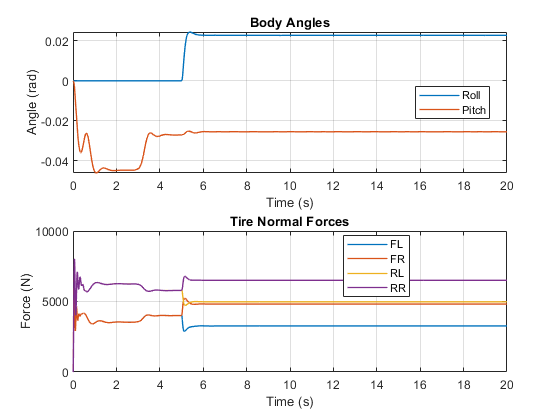 Body Angles
0.02
0
-0.02
-0.04
Angle (rad)
Roll
Pitch
0 2 4 6 8 10 12 14 16 18 20
Time (s)
Tire Normal Forces
10000
5000
0
Force (N)
FL
FR
RL
RR
0 2 4 6 8 10 12 14 16 18 20
Time (s)